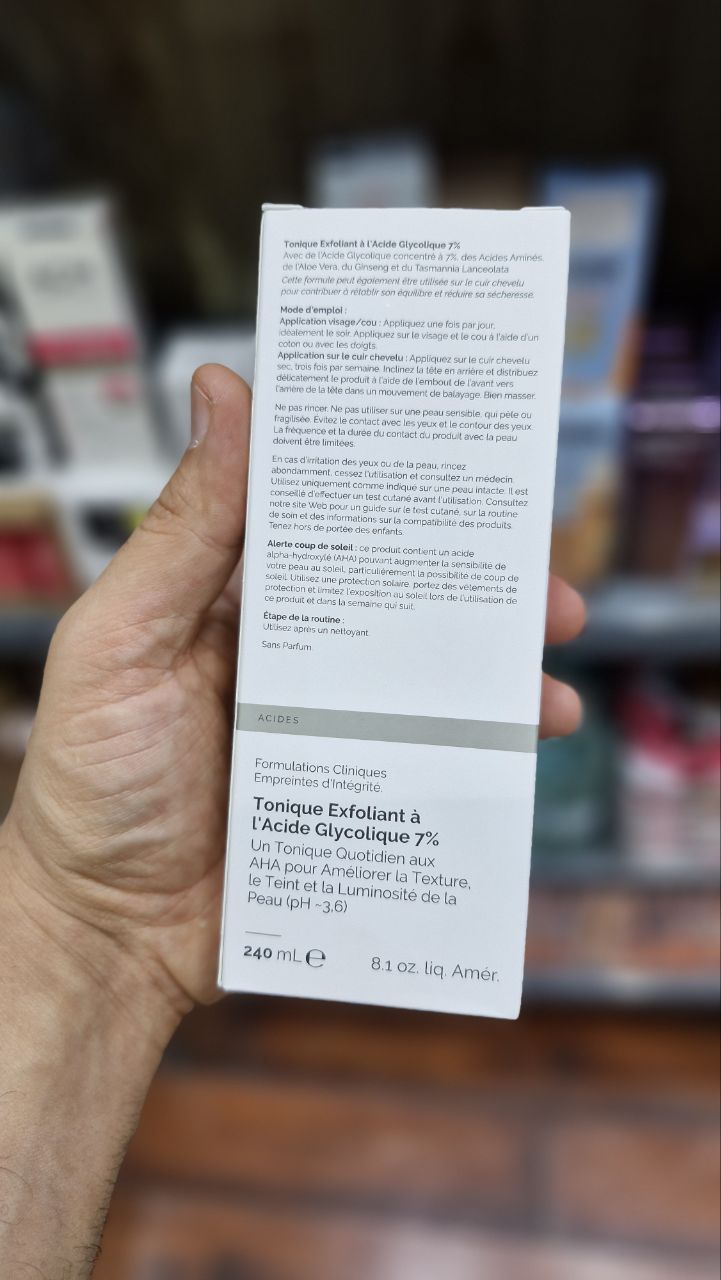 Tonique Exfoliant à l'Acide Glycolique 7%
Avec de l'Acide Glycolique concentré à 7%, des Acides Aminés,
de l'Aloe Vera, du Ginseng et du Tasmannia Lanceolata
Cette formule peut également être utilisée sur le cuir chevelu
pour contribuer à rétablir son équilibre et réduire sa sécheresse.
Mode d'emploi :
Application visage/cou : Appliquez une fois par jour,
idéalement le soir. Appliquez sur le visage et le cou à l'aide d'un
coton ou avec les doigts.
Application sur le cuir chevelu : Appliquez sur le cuir chevelu
sec, trois fois par semaine. Inclinez la tête en arrière et distribuez
délicatement le produit à l'aide de l'embout de l'avant vers
l'arrière de la tête dans un mouvement de balayage. Bien masser.
Ne pas rincer. Ne pas utiliser sur une peau sensible, qui pèle ou
fragilisée. Évitez le contact avec les yeux et le contour des yeux.
La fréquence et la durée du contact du produit avec la peau
doivent être limitées.
En cas d'irritation des yeux ou de la peau, rincez
abondamment, cessez l'utilisation et consultez un médecin.
Utilisez uniquement comme indiqué sur une peau intacte. Il est
conseillé d'effectuer un test cutané avant l'utilisation. Consultez
notre site Web pour un guide sur le test cutané, sur la routine
de soin et des informations sur la compatibilité des produits.
Tenez hors de portée des enfants.
Alerte coup de soleil : ce produit contient un acide
alpha-hydroxylé (AHA) pouvant augmenter la sensibilité de
votre peau au soleil, particulièrement la possibilité de coup de
soleil. Utilisez une protection solaire, portez des vêtements de
protection et limitez l'exposition au soleil lors de l'utilisation de
ce produit et dans la semaine qui suit.
Étape de la routine :
Utilisez après un nettoyant.
Sans Parfum.
ACIDES
Formulations Cliniques
Empreintes d'Intégrité.
Tonique Exfoliant à
l'Acide Glycolique 7%
Un Tonique Quotidien aux
AHA pour Améliorer la Texture,
le Teint et la Luminosité de la
Peau (pH ~3,6)
240 mL e 8.1 oz. liq. Amér.